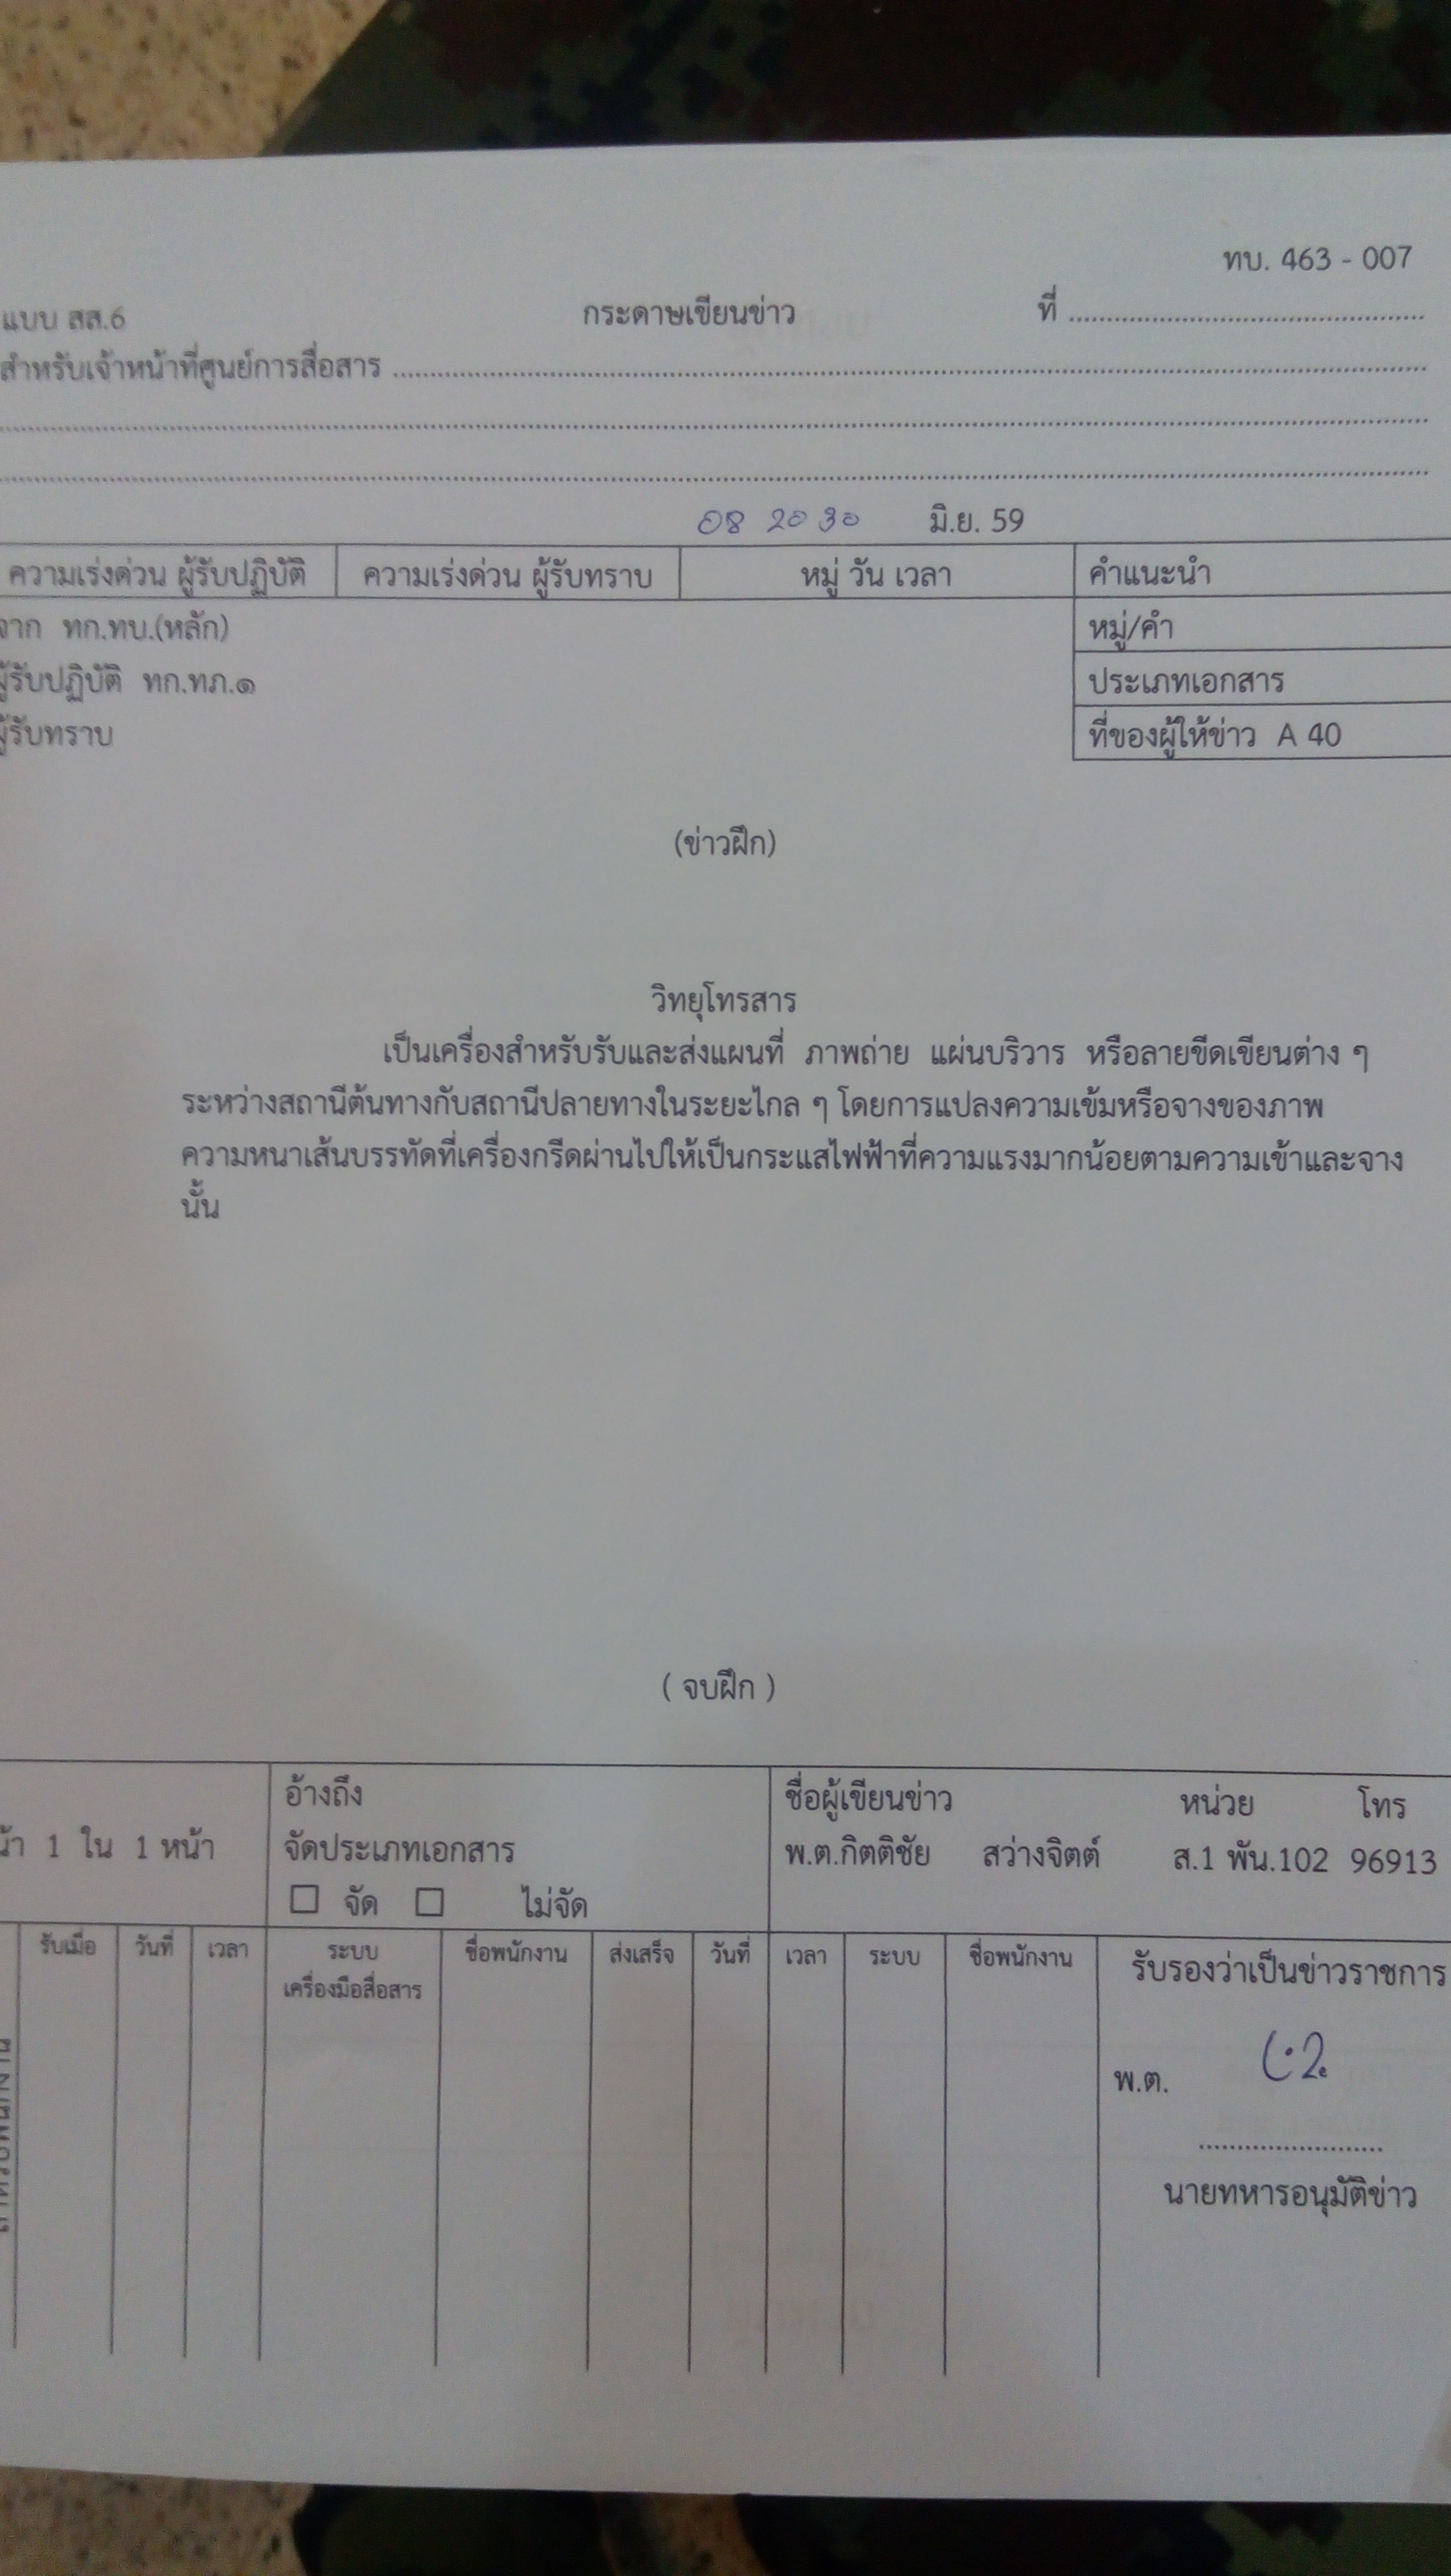 ทบ. 463 - 007
แบบ สส.6 กระดาษเขียนข่าว ที่ ........................................
สำหรับเจ้าหน้าที่ศูนย์การสื่อสาร ........................................
08 20 30 มิ.ย. 59
ความเร่งด่วน ผู้รับปฏิบัติ ความเร่งด่วน ผู้รับทราบ หมู่ วัน เวลา คำแนะนำ
จาก ทก.ทบ.(หลัก) หมู่/คำ
ผู้รับปฏิบัติ ทก.ทภ.๑ ประเภทเอกสาร
ผู้รับทราบ ที่ของผู้ให้ข่าว A 40
(ข่าวฝึก)
วิทยุโทรสาร
เป็นเครื่องสำหรับรับและส่งแผนที่ ภาพถ่าย แผ่นบริวาร หรือลายขีดเขียนต่าง ๆ
ระหว่างสถานีต้นทางกับสถานีปลายทางในระยะไกล ๆ โดยการแปลงความเข้มหรือจางของภาพ
ความหนาเส้นบรรทัดที่เครื่องกรีดผ่านไปให้เป็นกระแสไฟฟ้าที่ความแรงมากน้อยตามความเข้าและจาง
นั้น
( จบฝึก )
อ้างถึง ชื่อผู้เขียนข่าว หน่วย โทร
หน้า 1 ใน 1 หน้า จัดประเภทเอกสาร พ.ต.กิตติชัย สว่างจิตต์ ส.1 พัน.102 96913
☐ จัด ☐ ไม่จัด
รับเมื่อ วันที่ เวลา ระบบ ชื่อพนักงาน ส่งเสร็จ วันที่ เวลา ระบบ ชื่อพนักงาน รับรองว่าเป็นข่าวราชการ
เครื่องมือสื่อสาร
พ.ต.
........................
นายทหารอนุมัติข่าว